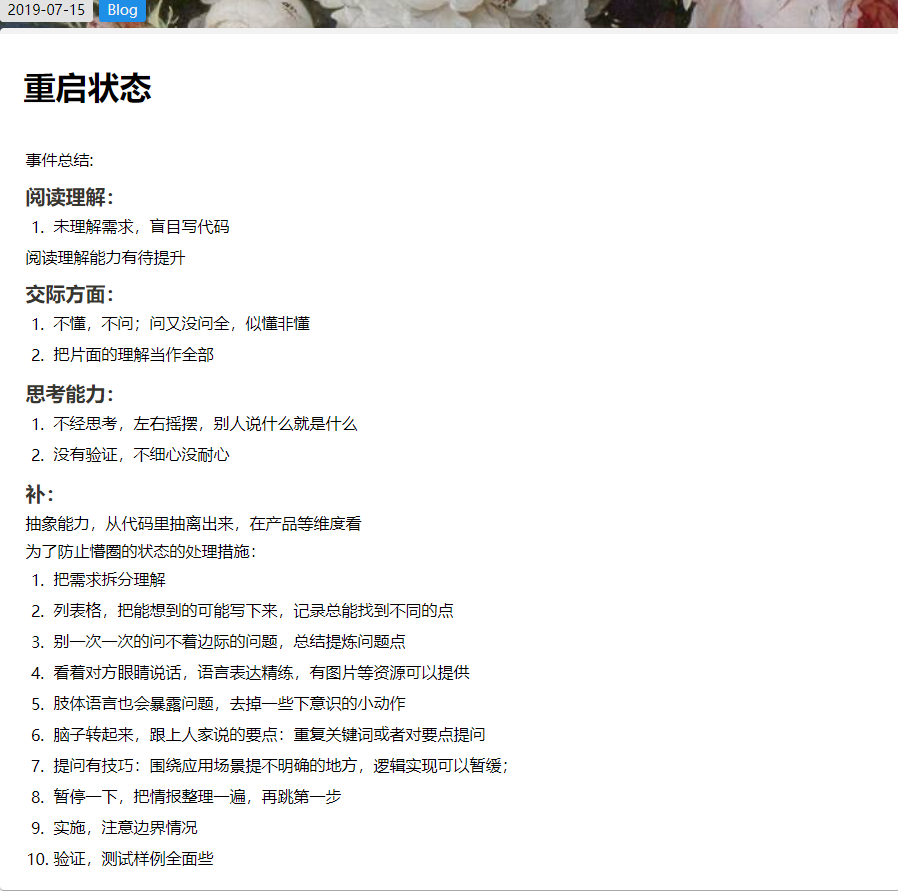 2019-07-15 Blog
重启状态
事件总结:
阅读理解：
1. 未理解需求，盲目写代码
阅读理解能力有待提升
交际方面：
1. 不懂，不问；问又没问全，似懂非懂
2. 把片面的理解当作全部
思考能力：
1. 不经思考，左右摇摆，别人说什么就是什么
2. 没有验证，不细心没耐心
补：
抽象能力，从代码里抽离出来，在产品等维度看
为了防止懵圈的状态的处理措施：
1. 把需求拆分理解
2. 列表格，把能想到的可能写下来，记录总能找到不同的点
3. 别一次一次的问不着边际的问题，总结提炼问题点
4. 看着对方眼睛说话，语言表达精练，有图片等资源可以提供
5. 肢体语言也会暴露问题，去掉一些下意识的小动作
6. 脑子转起来，跟上人家说的要点：重复关键词或者对要点提问
7. 提问有技巧：围绕应用场景提不明确的地方，逻辑实现可以暂缓；
8. 暂停一下，把情报整理一遍，再跳第一步
9. 实施，注意边界情况
10. 验证，测试样例全面些